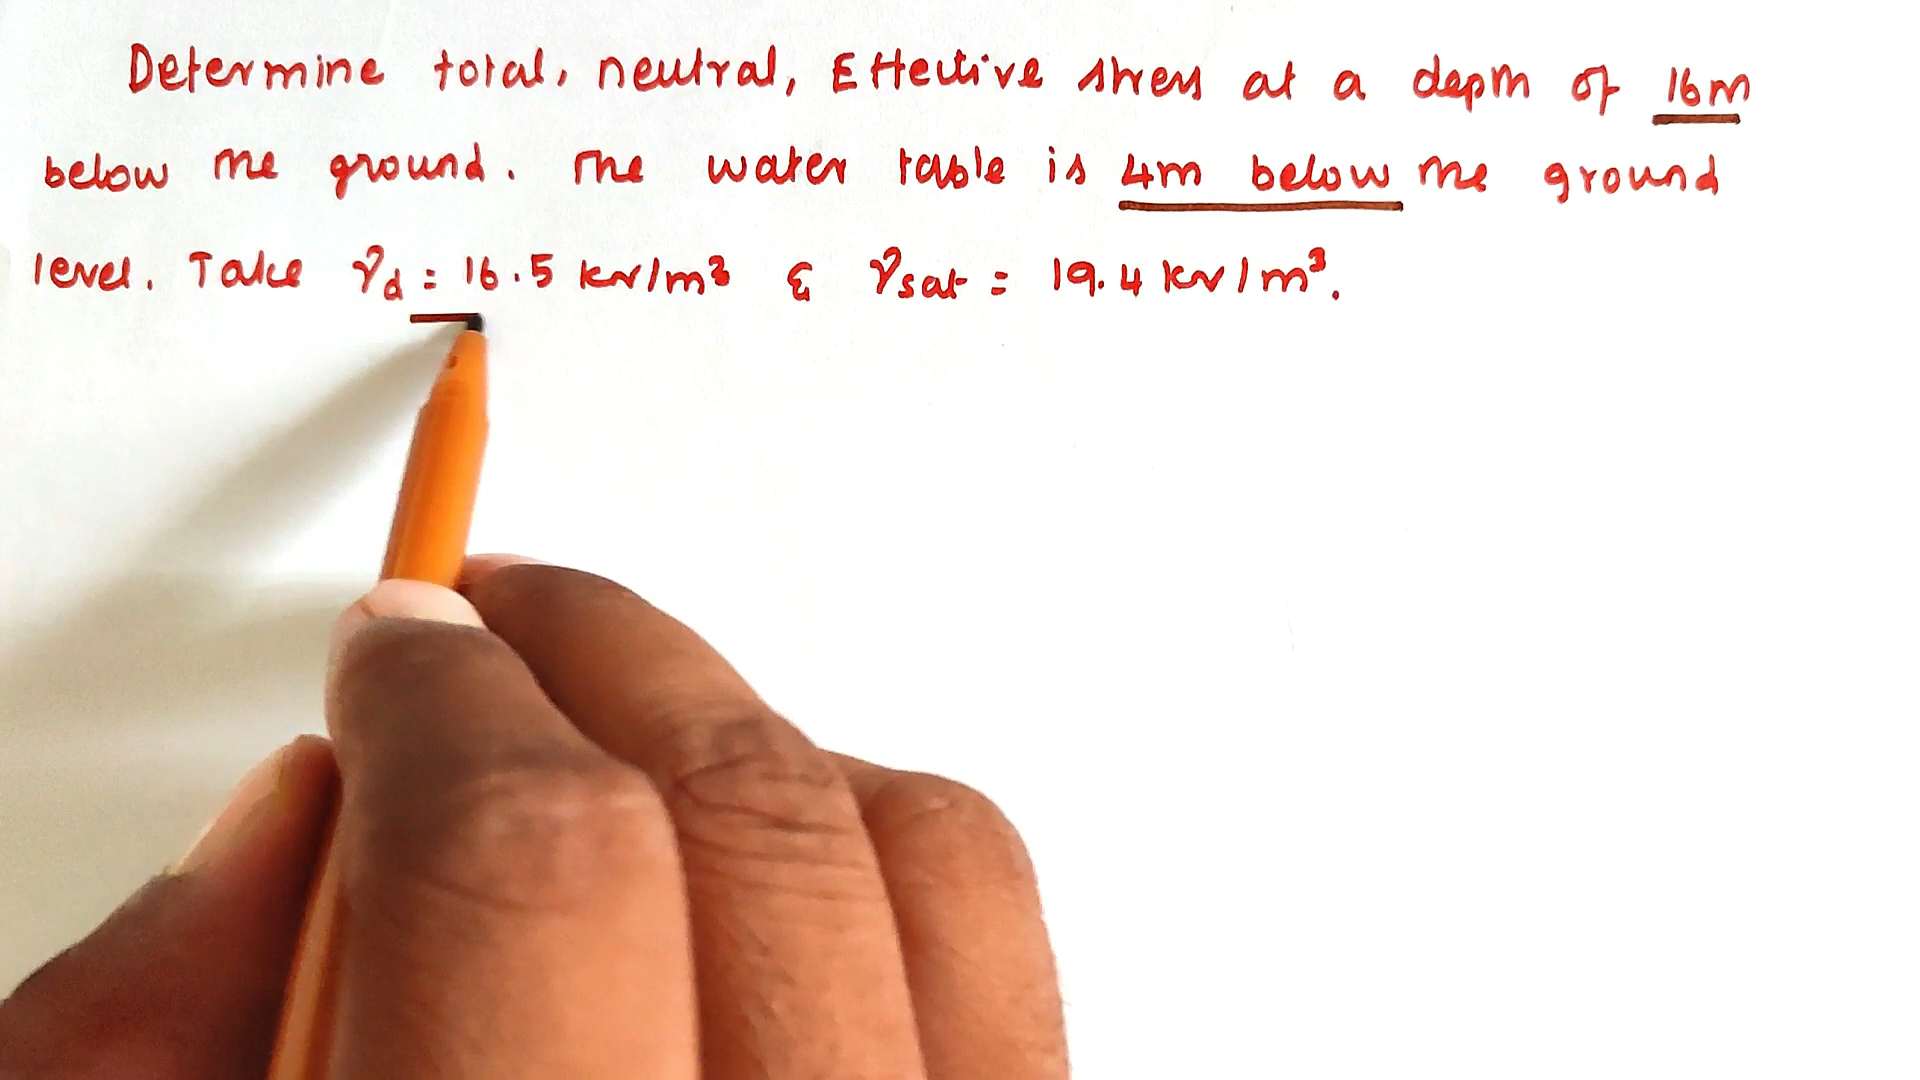 Determine total, neutral, Effective stress at a depth of 16m
below the ground. The water table is 4m below the ground
level. Take γd = 16.5 kN/m³ & γsat = 19.4 kN/m³.